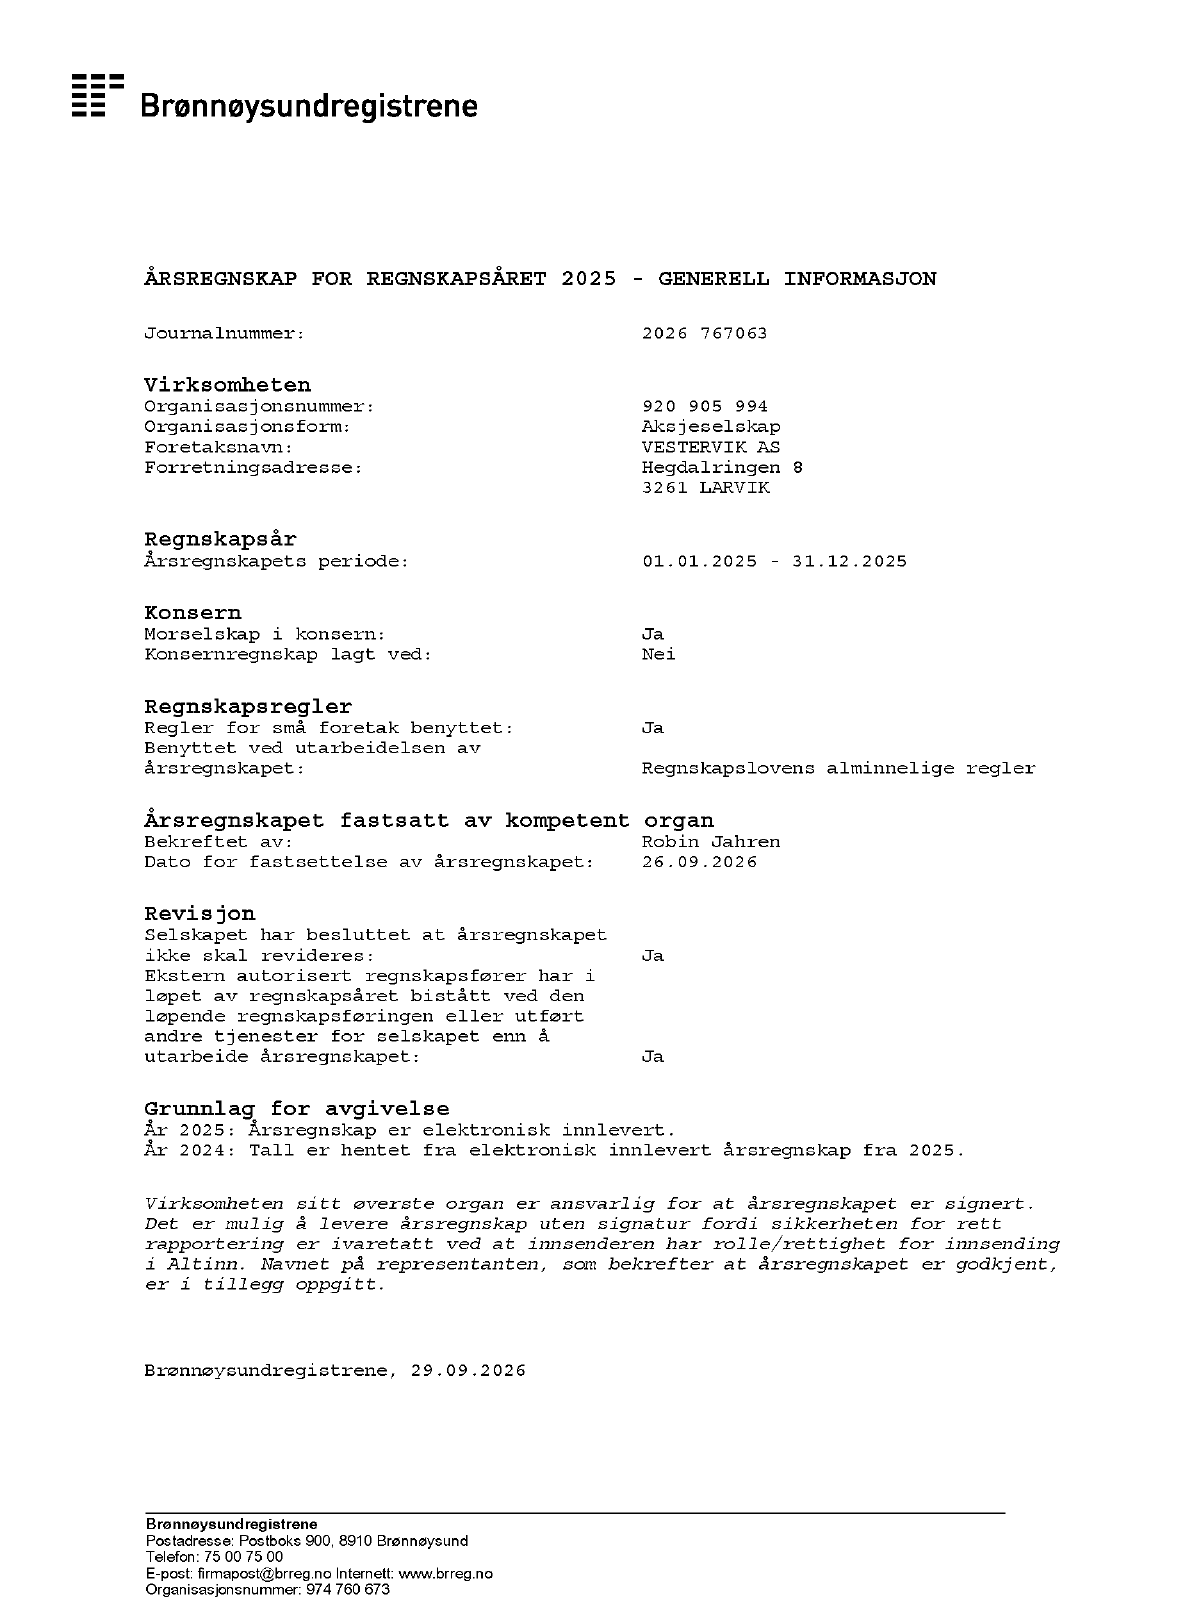 Brønnøysundregistrene
ÅRSREGNSKAP FOR REGNSKAPSÅRET 2025 - GENERELL INFORMASJON
Journalnummer: 2026 767063
Virksomheten
Organisasjonsnummer: 920 905 994
Organisasjonsform: Aksjeselskap
Foretaksnavn: VESTERVIK AS
Forretningsadresse: Hegdalringen 8
3261 LARVIK
Regnskapsår
Årsregnskapets periode: 01.01.2025 - 31.12.2025
Konsern
Morselskap i konsern: Ja
Konsernregnskap lagt ved: Nei
Regnskapsregler
Regler for små foretak benyttet: Ja
Benyttet ved utarbeidelsen av
årsregnskapet: Regnskapslovens alminnelige regler
Årsregnskapet fastsatt av kompetent organ
Bekreftet av: Robin Jahren
Dato for fastsettelse av årsregnskapet: 26.09.2026
Revisjon
Selskapet har besluttet at årsregnskapet
ikke skal revideres: Ja
Ekstern autorisert regnskapsfører har i
løpet av regnskapsåret bistått ved den
løpende regnskapsføringen eller utført
andre tjenester for selskapet enn å
utarbeide årsregnskapet: Ja
Grunnlag for avgivelse
År 2025: Årsregnskap er elektronisk innlevert.
År 2024: Tall er hentet fra elektronisk innlevert årsregnskap fra 2025.
Virksomheten sitt øverste organ er ansvarlig for at årsregnskapet er signert.
Det er mulig å levere årsregnskap uten signatur fordi sikkerheten for rett
rapportering er ivaretatt ved at innsenderen har rolle/rettighet for innsending
i Altinn. Navnet på representanten, som bekrefter at årsregnskapet er godkjent,
er i tillegg oppgitt.
Brønnøysundregistrene, 29.09.2026
Brønnøysundregistrene
Postadresse: Postboks 900, 8910 Brønnøysund
Telefon: 75 00 75 00
E-post: firmapost@brreg.no Internett: www.brreg.no
Organisasjonsnummer: 974 760 673